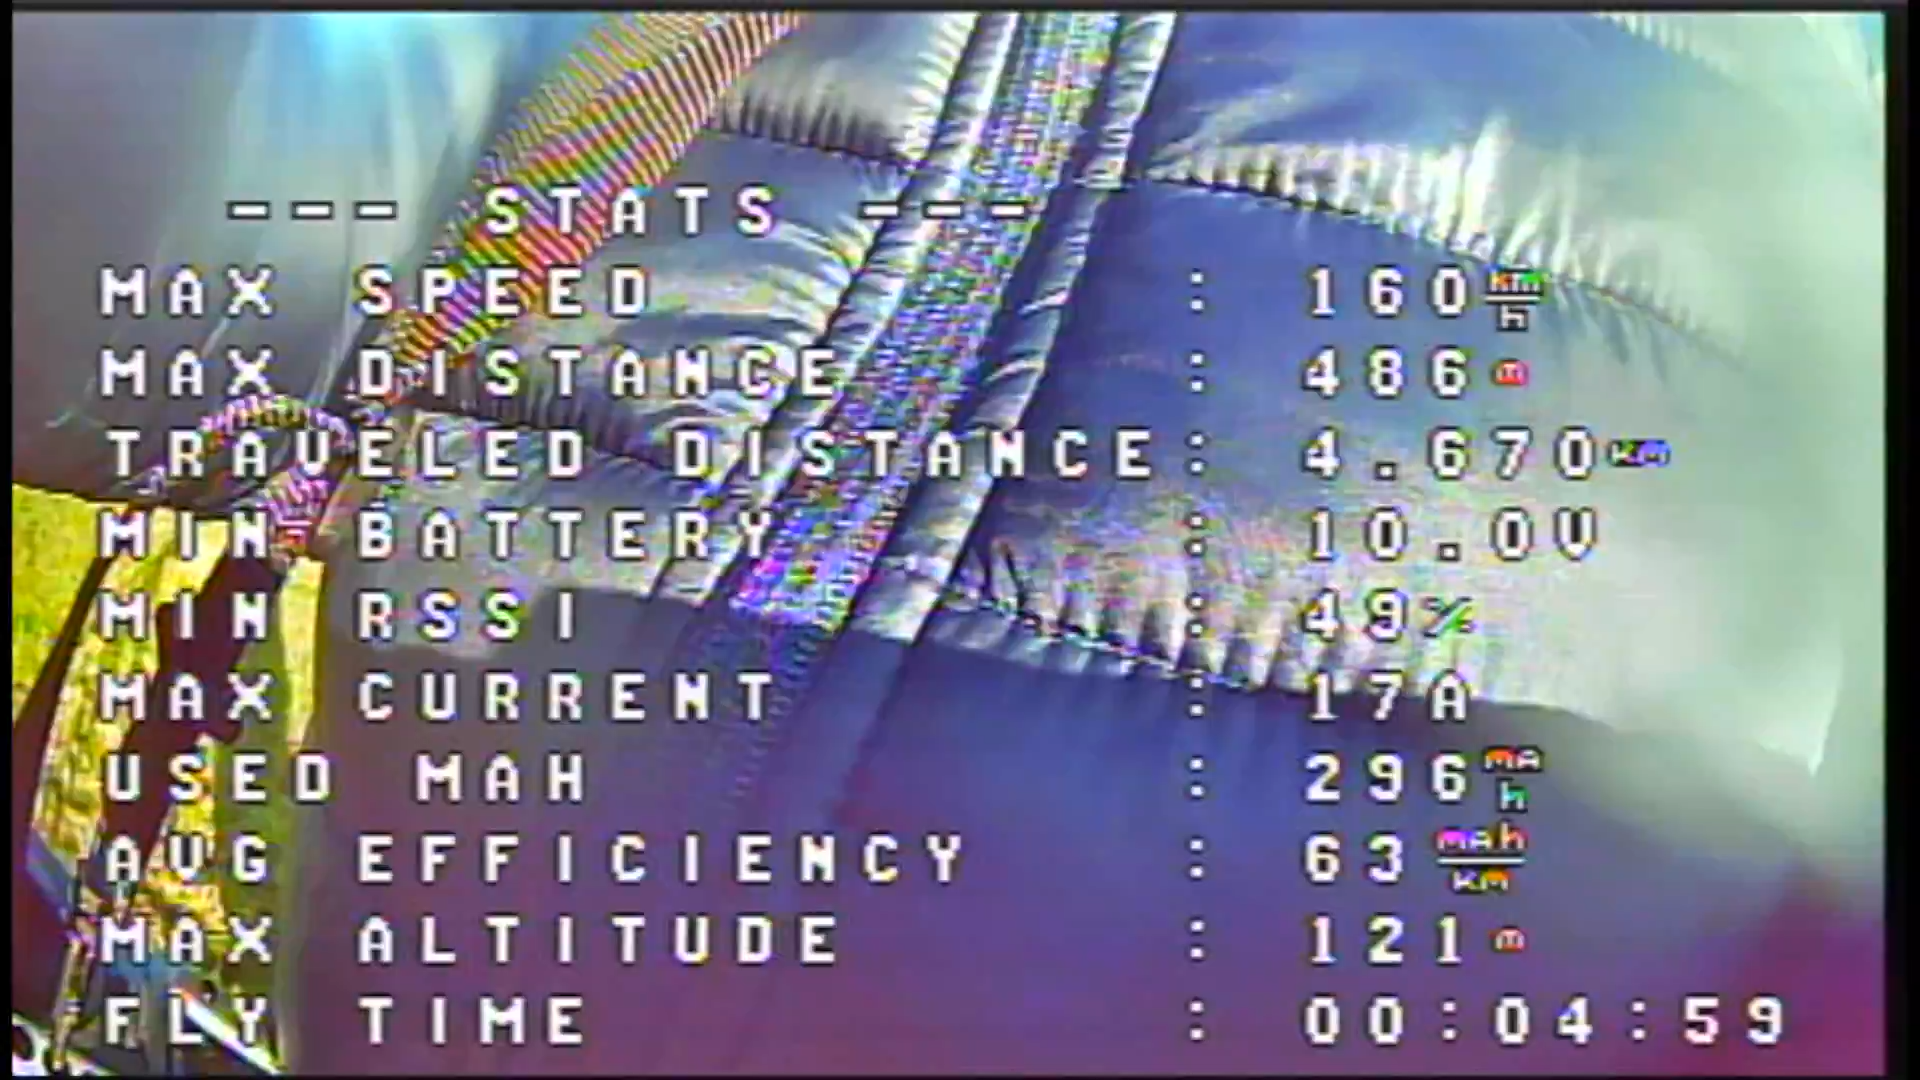 --- STATS ---
MAX SPEED : 160 km/h
MAX DISTANCE : 486 m
TRAVELED DISTANCE: 4.670 KM
MIN BATTERY : 10.0V
MIN RSSI : 49%
MAX CURRENT : 17A
USED MAH : 296 mAh
AVG EFFICIENCY : 63 mAh/KM
MAX ALTITUDE : 121 m
FLY TIME : 00:04:59